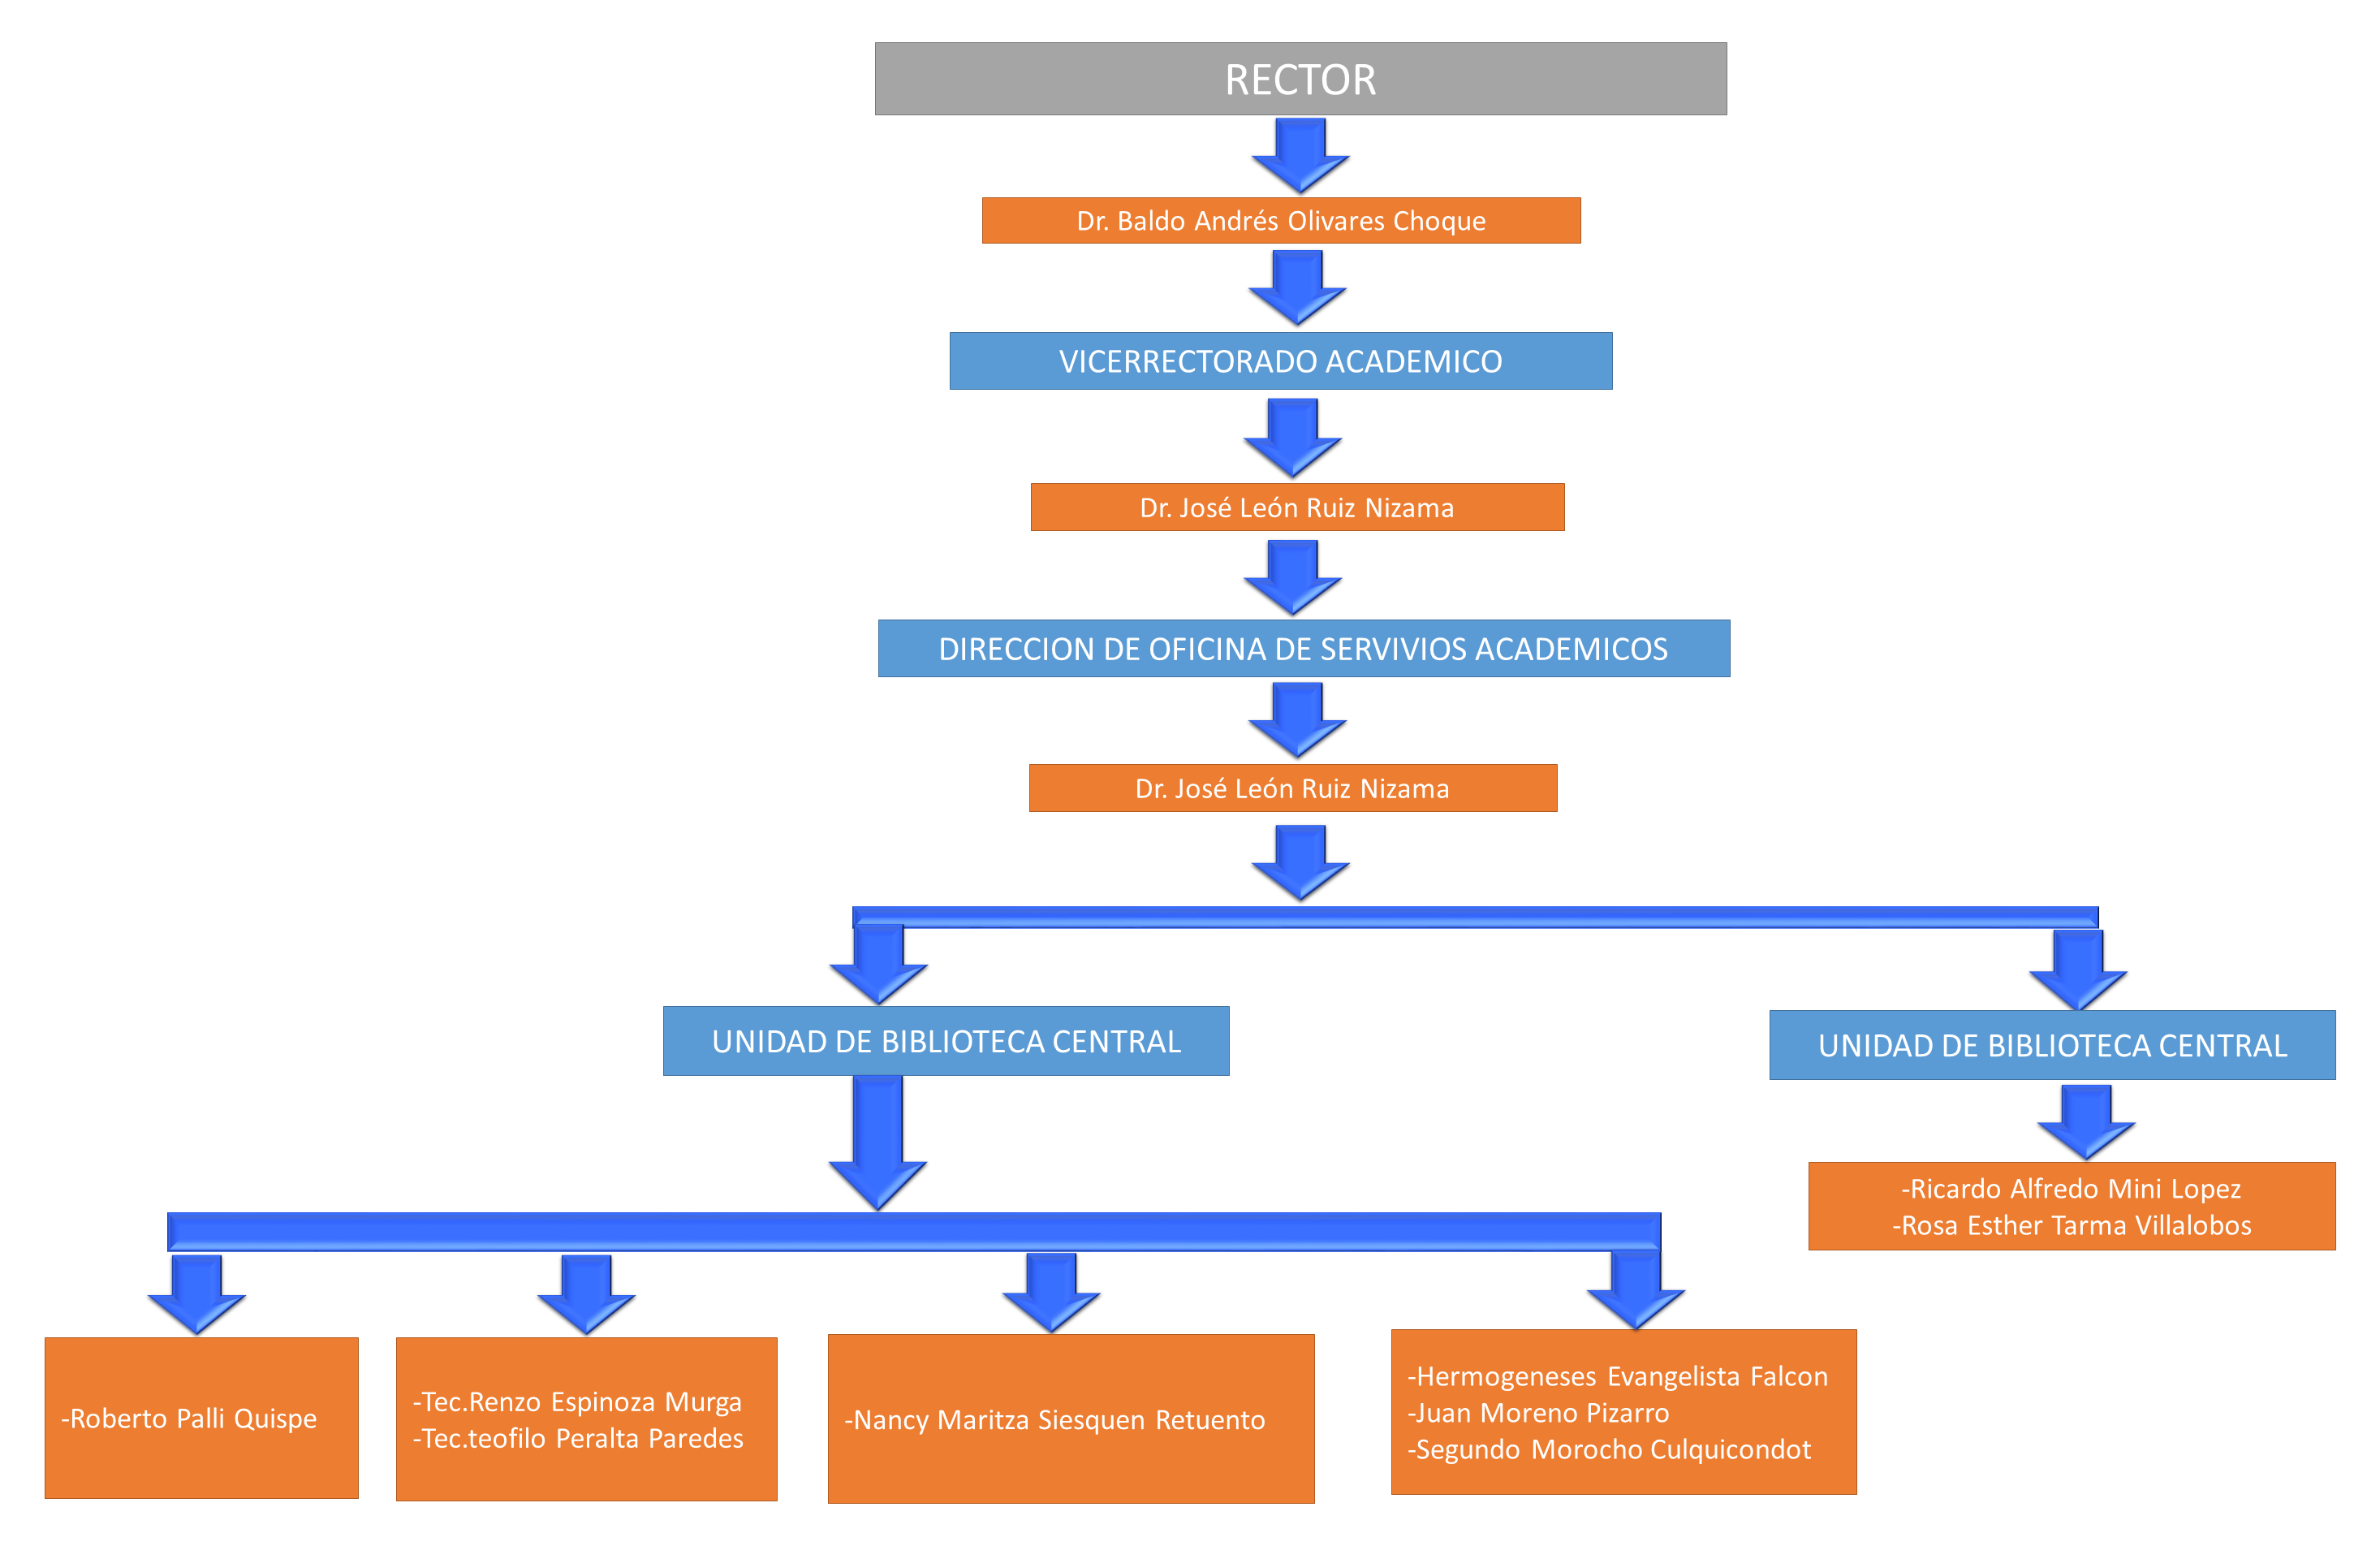 RECTOR
Dr. Baldo Andrés Olivares Choque
VICERRECTORADO ACADEMICO
Dr. José León Ruiz Nizama
DIRECCION DE OFICINA DE SERVIVIOS ACADEMICOS
Dr. José León Ruiz Nizama
UNIDAD DE BIBLIOTECA CENTRAL
UNIDAD DE BIBLIOTECA CENTRAL
-Ricardo Alfredo Mini Lopez
-Rosa Esther Tarma Villalobos
-Roberto Palli Quispe
-Tec.Renzo Espinoza Murga
-Tec.teofilo Peralta Paredes
-Nancy Maritza Siesquen Retuento
-Hermogeneses Evangelista Falcon
-Juan Moreno Pizarro
-Segundo Morocho Culquicondot